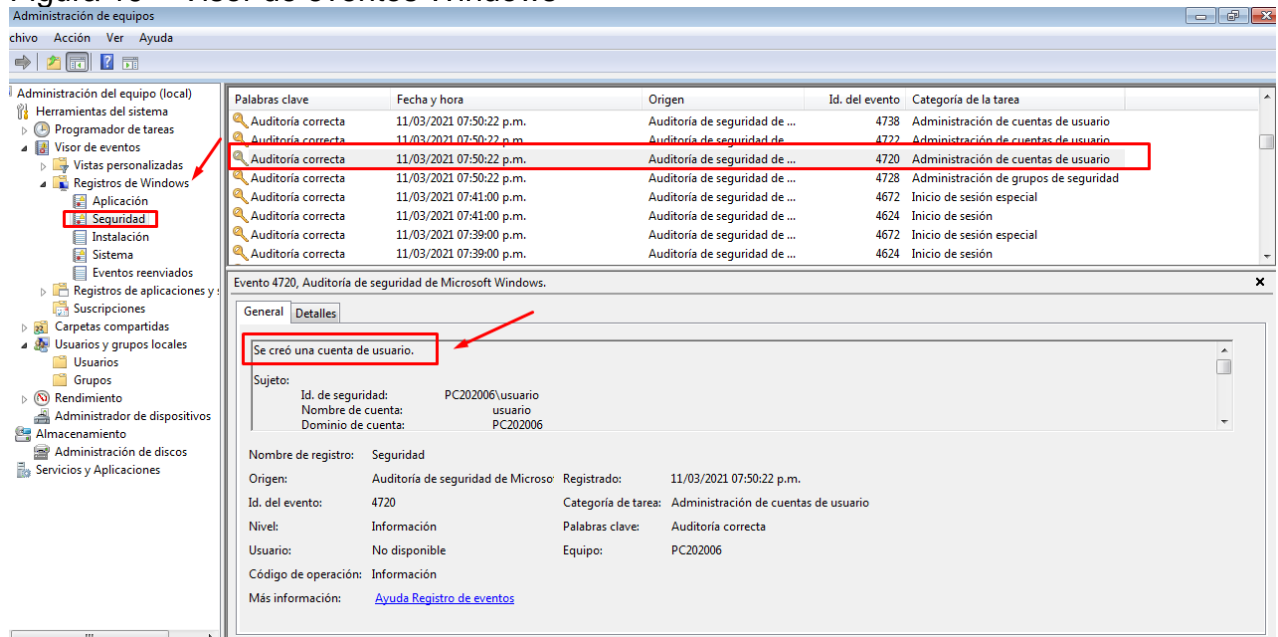 Administración de equipos
chivo Acción Ver Ayuda
Administración del equipo (local)
Herramientas del sistema
Programador de tareas
Visor de eventos
Vistas personalizadas
Registros de Windows
Aplicación
Seguridad
Instalación
Sistema
Eventos reenviados
Registros de aplicaciones y
Suscripciones
Carpetas compartidas
Usuarios y grupos locales
Usuarios
Grupos
Rendimiento
Administrador de dispositivos
Almacenamiento
Administración de discos
Servicios y Aplicaciones
Palabras clave Fecha y hora Origen Id. del evento Categoría de la tarea
Auditoría correcta 11/03/2021 07:50:22 p.m. Auditoría de seguridad de ... 4738 Administración de cuentas de usuario
Auditoría correcta 11/03/2021 07:50:22 p.m. Auditoría de seguridad de 4722 Administración de cuentas de usuario
Auditoría correcta 11/03/2021 07:50:22 p.m. Auditoría de seguridad de ... 4720 Administración de cuentas de usuario
Auditoría correcta 11/03/2021 07:50:22 p.m. Auditoría de seguridad de ... 4728 Administración de grupos de seguridad
Auditoría correcta 11/03/2021 07:41:00 p.m. Auditoría de seguridad de ... 4672 Inicio de sesión especial
Auditoría correcta 11/03/2021 07:41:00 p.m. Auditoría de seguridad de ... 4624 Inicio de sesión
Auditoría correcta 11/03/2021 07:39:00 p.m. Auditoría de seguridad de ... 4672 Inicio de sesión especial
Auditoría correcta 11/03/2021 07:39:00 p.m. Auditoría de seguridad de ... 4624 Inicio de sesión
Evento 4720, Auditoría de seguridad de Microsoft Windows.
General Detalles
Se creó una cuenta de usuario.
Sujeto:
Id. de seguridad: PC202006\usuario
Nombre de cuenta: usuario
Dominio de cuenta: PC202006
Nombre de registro: Seguridad
Origen: Auditoría de seguridad de Microso Registrado: 11/03/2021 07:50:22 p.m.
Id. del evento: 4720 Categoría de tarea: Administración de cuentas de usuario
Nivel: Información Palabras clave: Auditoría correcta
Usuario: No disponible Equipo: PC202006
Código de operación: Información
Más información: Ayuda Registro de eventos